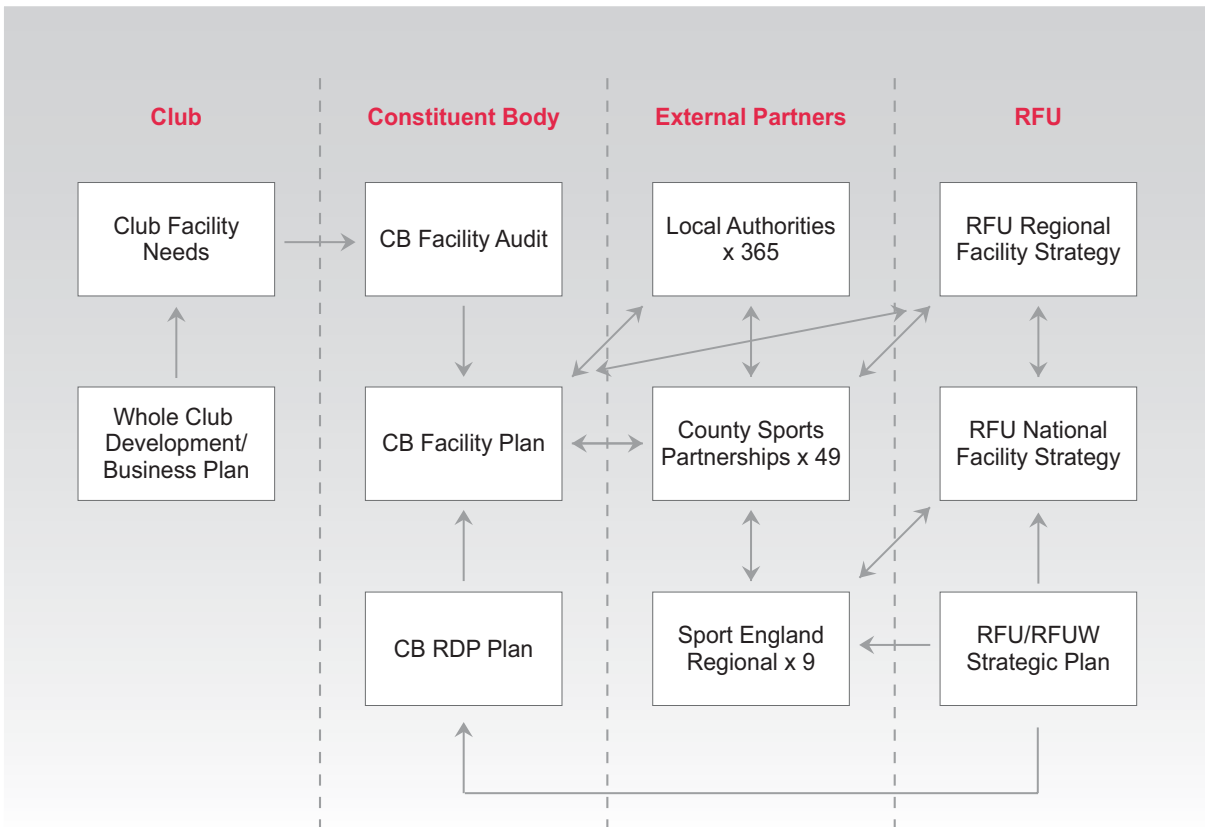 Club
Constituent Body
External Partners
RFU
Club Facility
Needs
CB Facility Audit
Local Authorities
x 365
RFU Regional
Facility Strategy
Whole Club
Development/
Business Plan
CB Facility Plan
County Sports
Partnerships x 49
RFU National
Facility Strategy
CB RDP Plan
Sport England
Regional x 9
RFU/RFUW
Strategic Plan